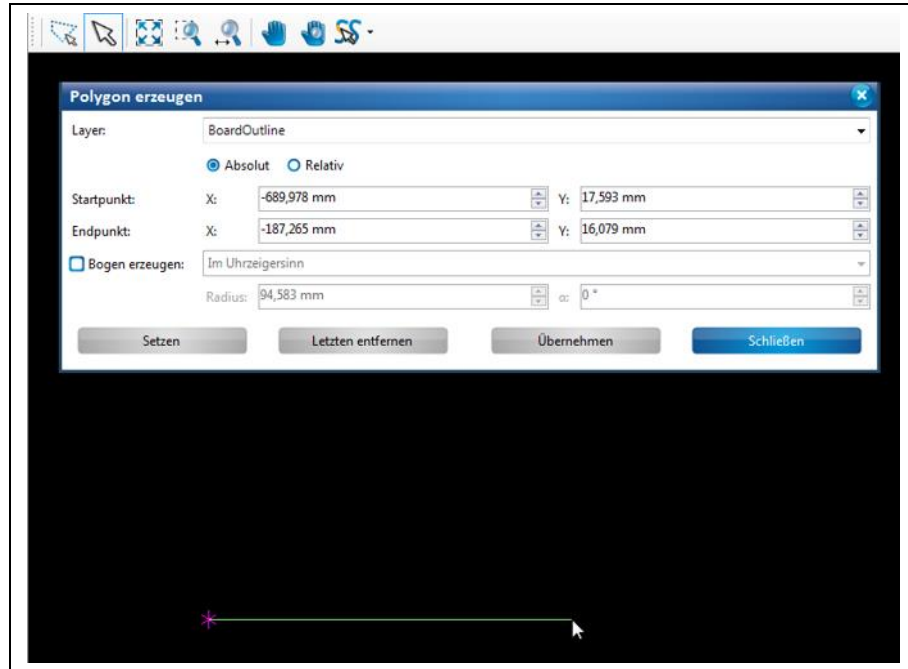 Polygon erzeugen
Layer: BoardOutline
Absolut Relativ
Startpunkt: X: -689,978 mm Y: 17,593 mm
Endpunkt: X: -187,265 mm Y: 16,079 mm
Bogen erzeugen: Im Uhrzeigersinn
Radius: 94,583 mm α: 0 °
Setzen Letzten entfernen Übernehmen Schließen